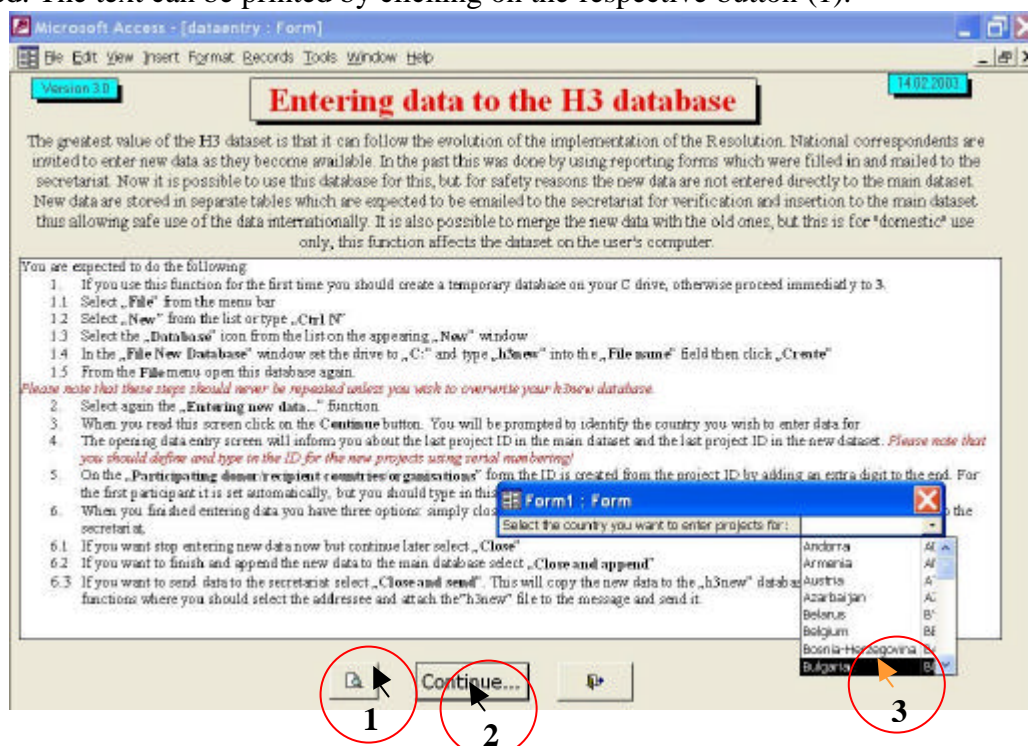 ed. The text can be printed by clicking on the respective button (1).
Microsoft Access - [dataentry : Form]
File Edit View Insert Format Records Tools Window Help
Version 3.0
14.02.2003.
Entering data to the H3 database
The greatest value of the H3 dataset is that it can follow the evolution of the implementation of the Resolution. National correspondents are
invited to enter new data as they become available. In the past this was done by using reporting forms which were filled in and mailed to the
secretariat. Now it is possible to use this database for this, but for safety reasons the new data are not entered directly to the main dataset.
New data are stored in separate tables which are expected to be emailed to the secretariat for verification and insertion to the main dataset
thus allowing safe use of the data internationally. It is also possible to merge the new data with the old ones, but this is for "domestic" use
only, this function affects the dataset on the user's computer.
You are expected to do the following:
1. If you use this function for the first time you should create a temporary database on your C drive, otherwise proceed immediatly to 3.
1.1 Select „File" from the menu bar
1.2 Select „New" from the list or type „Ctrl N"
1.3 Select the „Database" icon from the list on the appearing „New" window
1.4 In the „File New Database" window set the drive to „C:" and type „h3new" into the „File name" field then click „Create"
1.5 From the File menu open this database again.
Please note that these steps should never be repeated unless you wish to overwrite your h3new database.
2. Select again the „Entering new data..." function
3. When you read this screen click on the Continue button. You will be prompted to identify the country you wish to enter data for
4. The opening data entry screen will inform you about the last project ID in the main dataset and the last project ID in the new dataset. Please note that
you should define and type in the ID for the new projects using serial numbering!
5. On the „Participating donor/recipient countries/organisations" form the ID is created from the project ID by adding an extra digit to the end. For
the first participant it is set automatically, but you should type in this
6. When you finished entering data you have three options: simply clos the
secretariat.
6.1 If you want stop entering new data now but continue later select „Close"
6.2 If you want to finish and append the new data to the main database select „Close and append"
6.3 If you want to send data to the secretariat select „Close and send". This will copy the new data to the „h3new" databas
functions where you should select the addressee and attach the"h3new" file to the message and send it.
Form1 : Form
Select the country you want to enter projects for:
Andorra
Armenia
Austria
Azarbaijan
Belarus
Belgium BE
Bosnia-Herzegovina
Bulgaria
Continue...
1
2
3